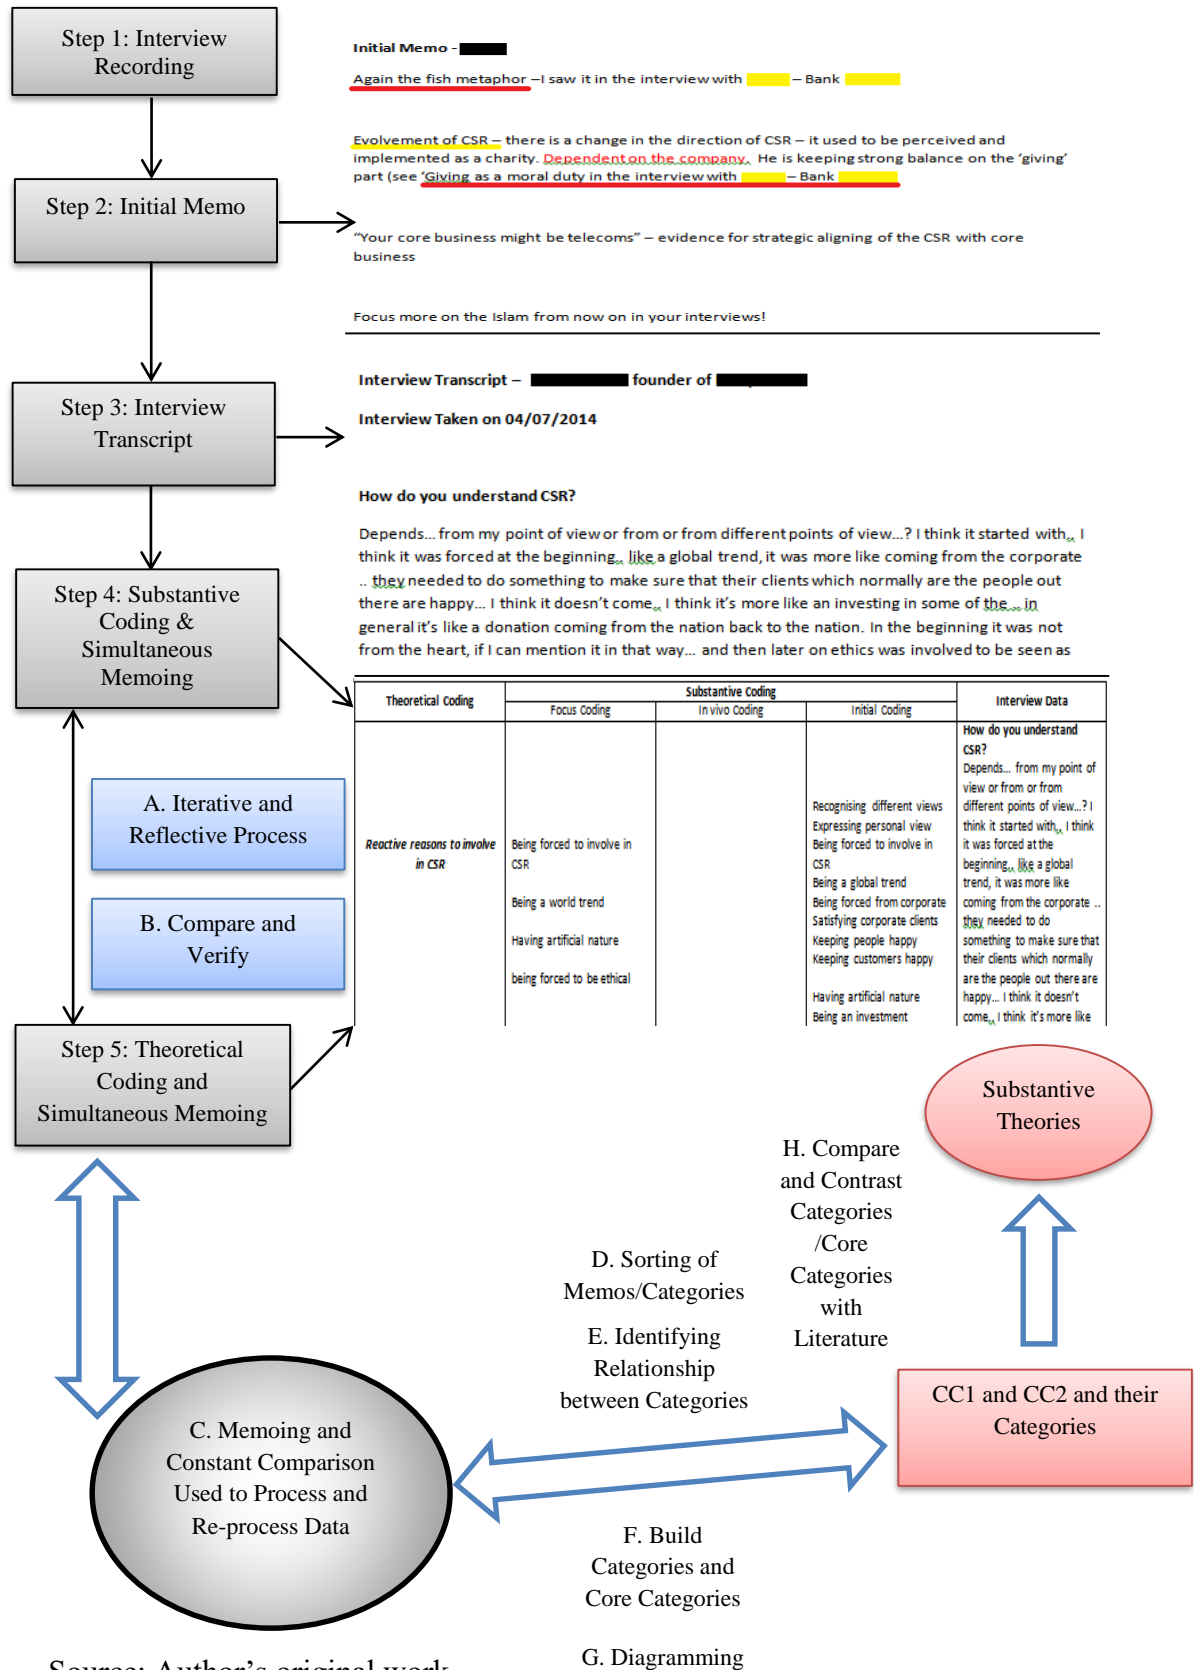 Step 1: Interview
Recording
Step 2: Initial Memo
Step 3: Interview
Transcript
Step 4: Substantive
Coding &
Simultaneous
Memoing
A. Iterative and
Reflective Process
B. Compare and
Verify
Step 5: Theoretical
Coding and
Simultaneous Memoing
Initial Memo -
Again the fish metaphor –I saw it in the interview with – Bank
Evolvement of CSR – there is a change in the direction of CSR – it used to be perceived and
implemented as a charity. Dependent on the company. He is keeping strong balance on the 'giving'
part (see 'Giving as a moral duty in the interview with – Bank
"Your core business might be telecoms" – evidence for strategic aligning of the CSR with core
business
Focus more on the Islam from now on in your interviews!
Interview Transcript – founder of
Interview Taken on 04/07/2014
How do you understand CSR?
Depends... from my point of view or from or from different points of view...? I think it started with,, I
think it was forced at the beginning,, like a global trend, it was more like coming from the corporate
.. they needed to do something to make sure that their clients which normally are the people out
there are happy... I think it doesn't come,, I think it's more like an investing in some of the .. in
general it's like a donation coming from the nation back to the nation. In the beginning it was not
from the heart, if I can mention it in that way... and then later on ethics was involved to be seen as
Theoretical Coding
Substantive Coding
Interview Data
Focus Coding
In vivo Coding
Initial Coding
Reactive reasons to involve
in CSR
Being forced to involve in
CSR
Being a world trend
Having artificial nature
being forced to be ethical
Recognising different views
Expressing personal view
Being forced to involve in
CSR
Being a global trend
Being forced from corporate
Satisfying corporate clients
Keeping people happy
Keeping customers happy
Having artificial nature
Being an investment
How do you understand
CSR?
Depends... from my point of
view or from or from
different points of view...? I
think it started with,, I think
it was forced at the
beginning,, like a global
trend, it was more like
coming from the corporate ..
they needed to do
something to make sure that
their clients which normally
are the people out there are
happy... I think it doesn't
come,, I think it's more like
Substantive
Theories
H. Compare
and Contrast
Categories
/Core
Categories
with
Literature
D. Sorting of
Memos/Categories
E. Identifying
Relationship
between Categories
CC1 and CC2 and their
Categories
C. Memoing and
Constant Comparison
Used to Process and
Re-process Data
F. Build
Categories and
Core Categories
G. Diagramming
Source: Author's original work